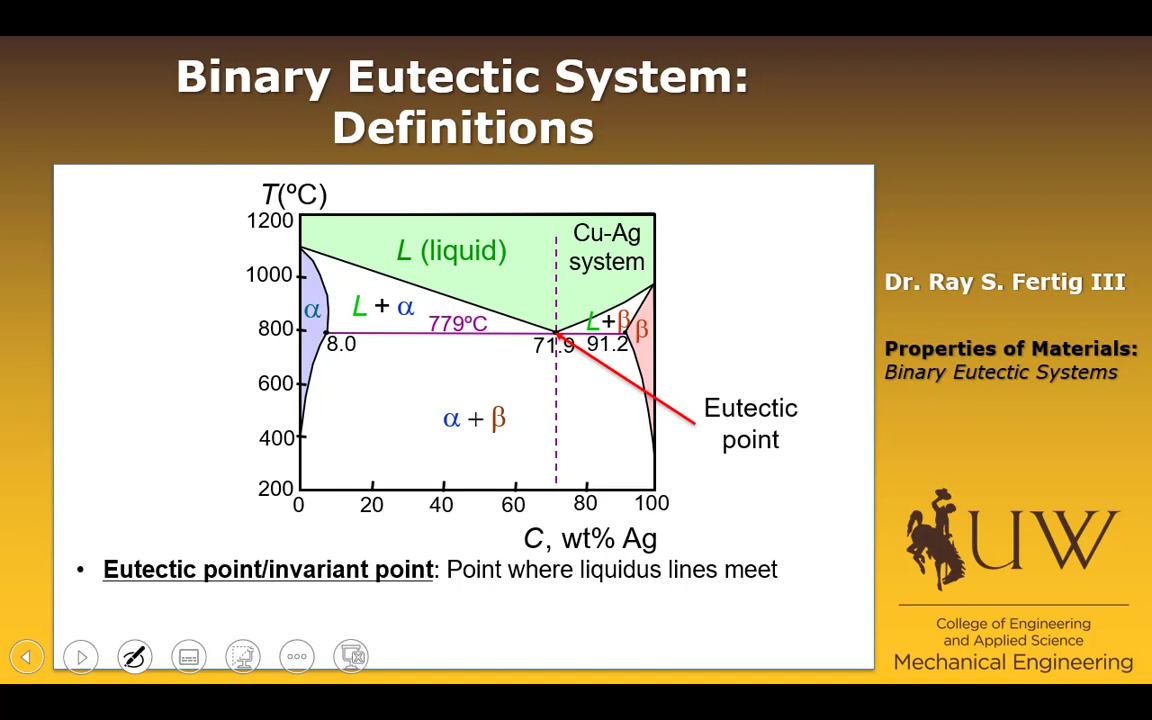 Binary Eutectic System:
Definitions
T(ºC)
1200
1000
800
600
400
200
0
20
40
60
80
100
C, wt% Ag
L (liquid)
Cu-Ag
system
α
L + α
779ºC
L+β
β
8.0
71.9
91.2
α + β
Eutectic
point
• Eutectic point/invariant point: Point where liquidus lines meet
Dr. Ray S. Fertig III
Properties of Materials:
Binary Eutectic Systems
UW
College of Engineering
and Applied Science
Mechanical Engineering